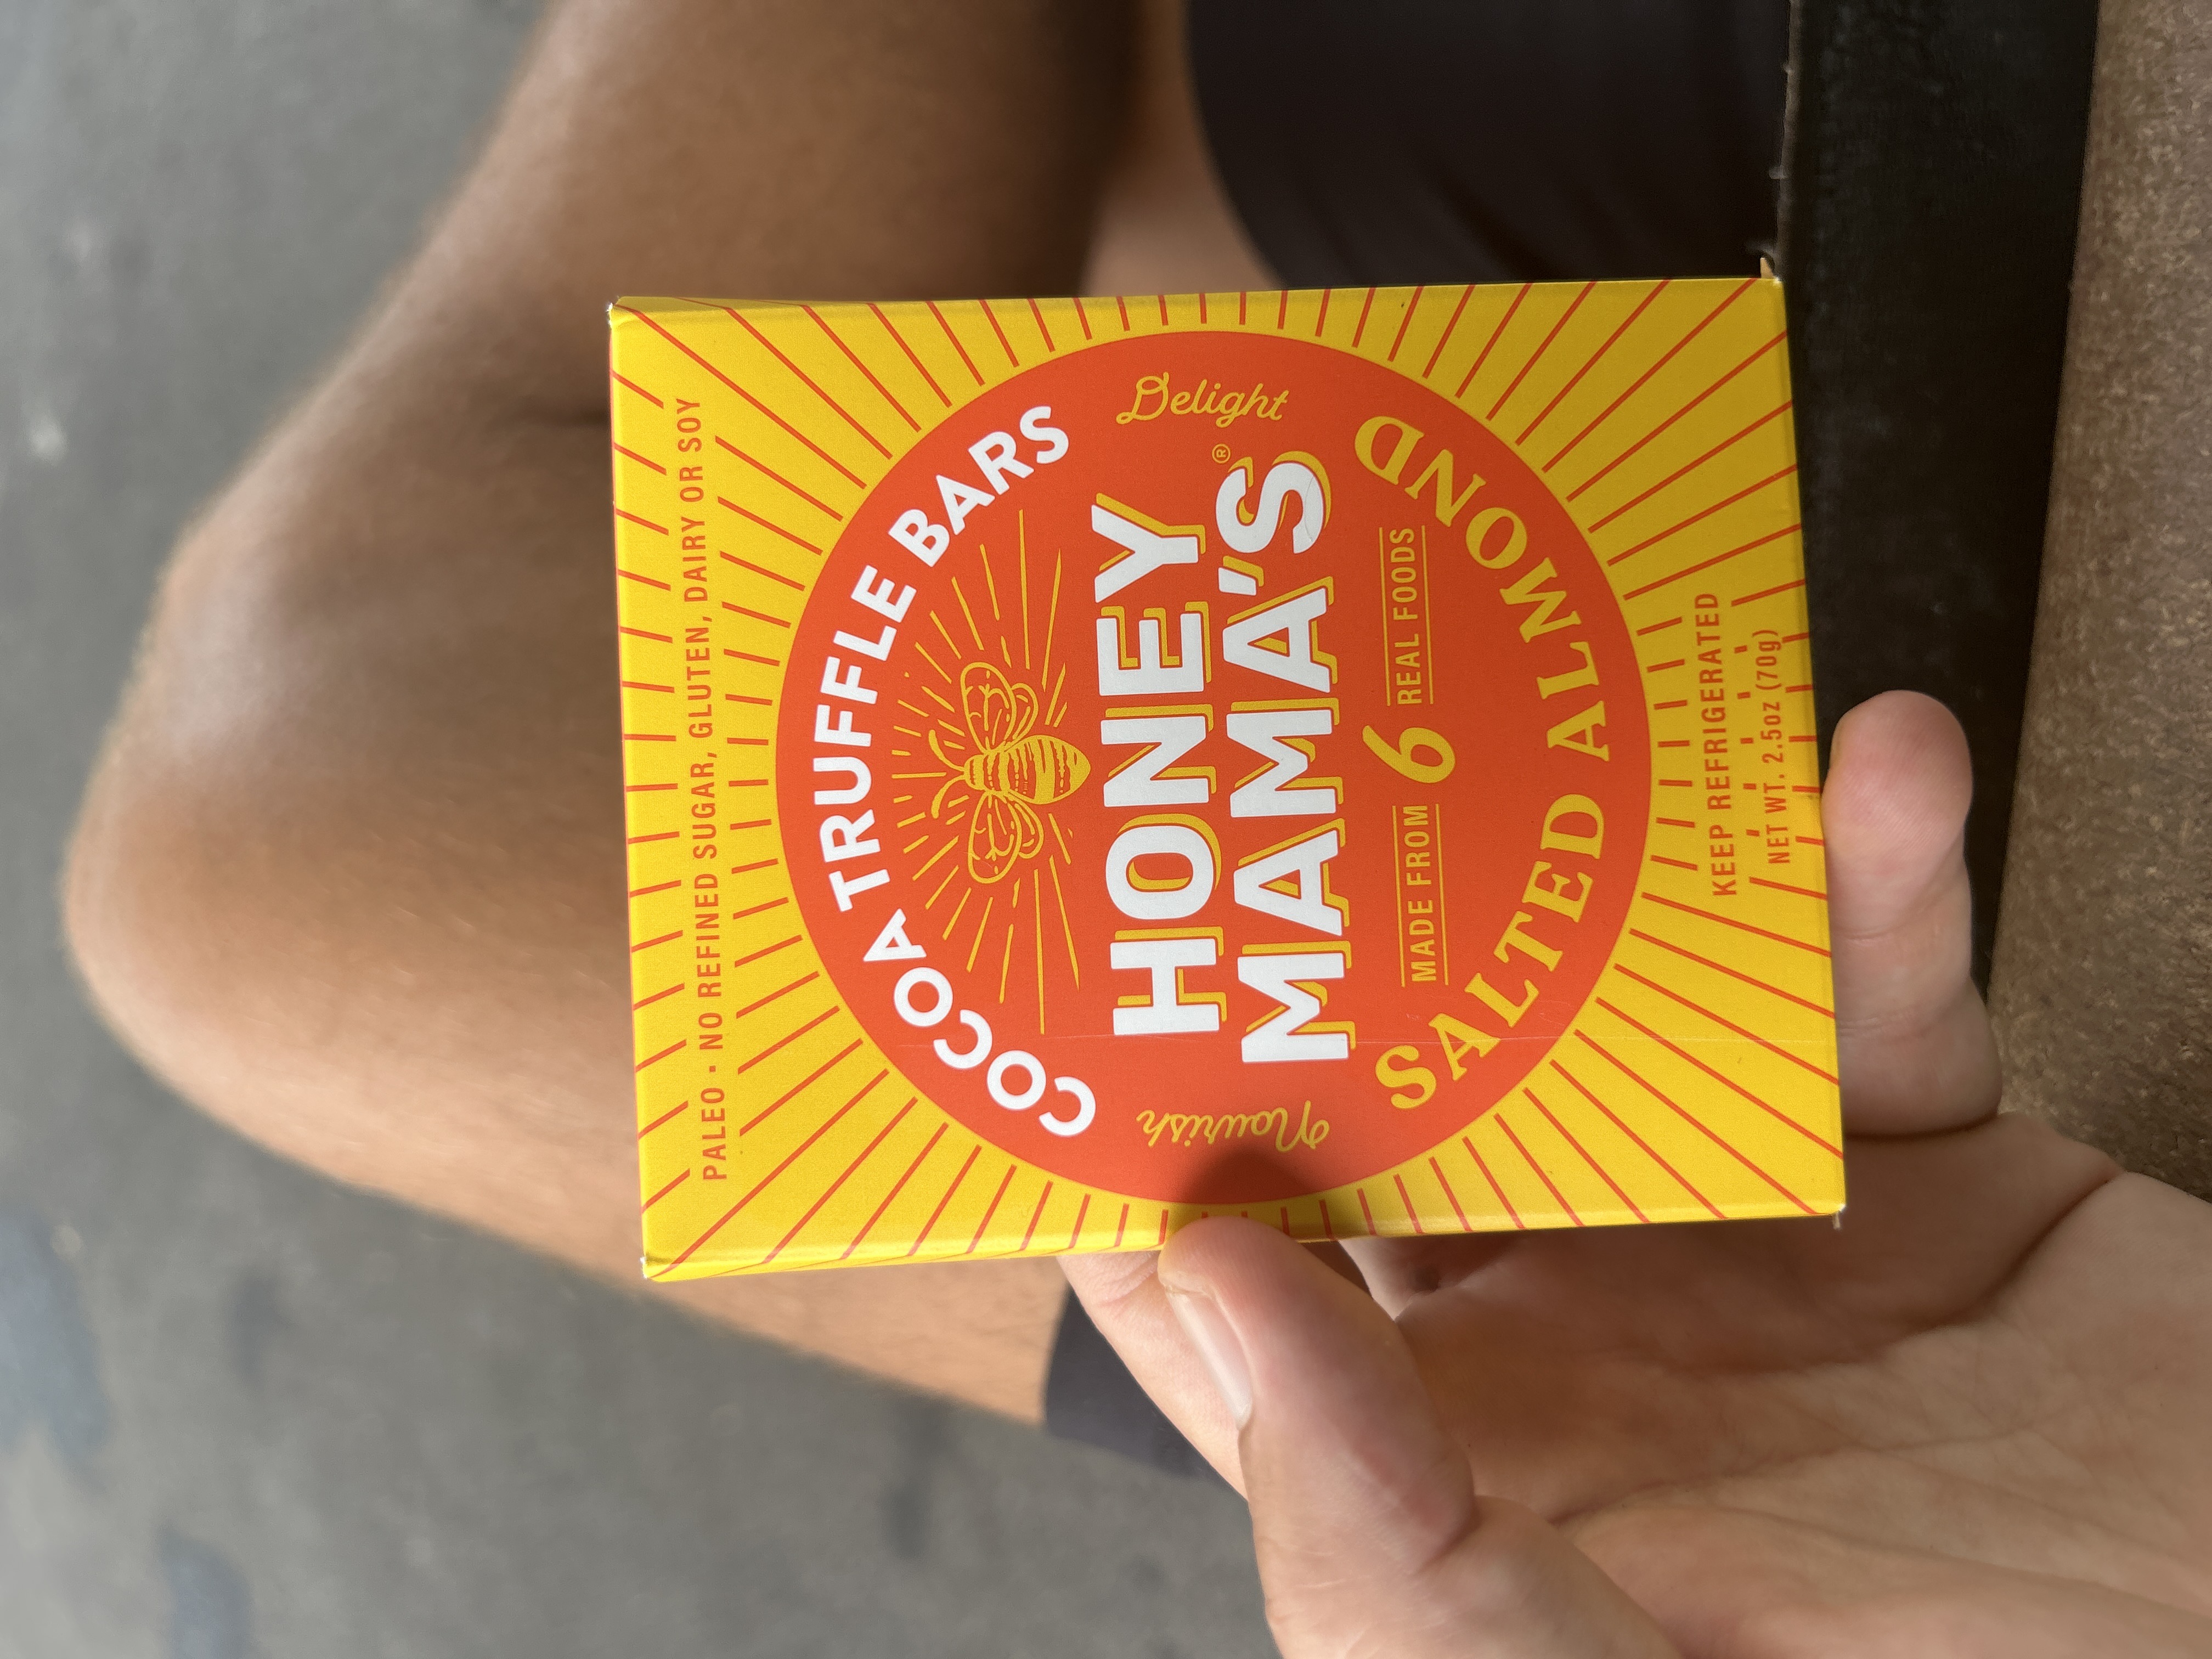 PALEO • NO REFINED SUGAR, GLUTEN, DAIRY OR SOY
COCOA TRUFFLE BARS
Nourish
HONEY
MAMA'S®
Delight
MADE FROM 6 REAL FOODS
SALTED ALMOND
KEEP REFRIGERATED
NET WT. 2.5oz (70g)